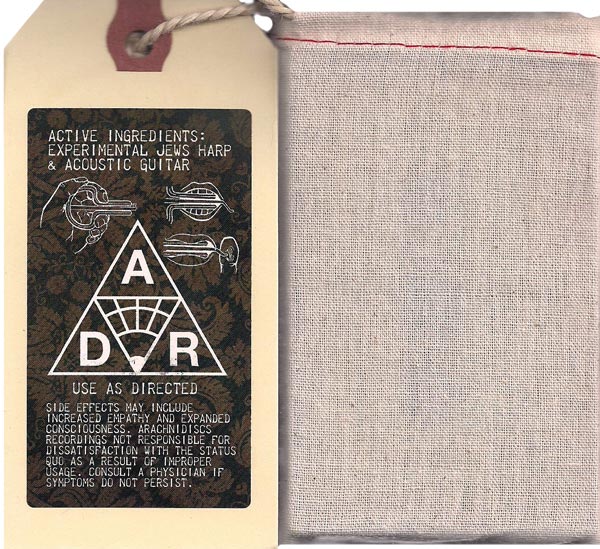 ACTIVE INGREDIENTS:
EXPERIMENTAL JEWS HARP
& ACOUSTIC GUITAR
A
D R
USE AS DIRECTED
SIDE EFFECTS MAY INCLUDE
INCREASED EMPATHY AND EXPANDED
CONSCIOUSNESS. ARACHNIDISCS
RECORDINGS NOT RESPONSIBLE FOR
DISSATISFACTION WITH THE STATUS
QUO AS A RESULT OF IMPROPER
USAGE. CONSULT A PHYSICIAN IF
SYMPTOMS DO NOT PERSIST.